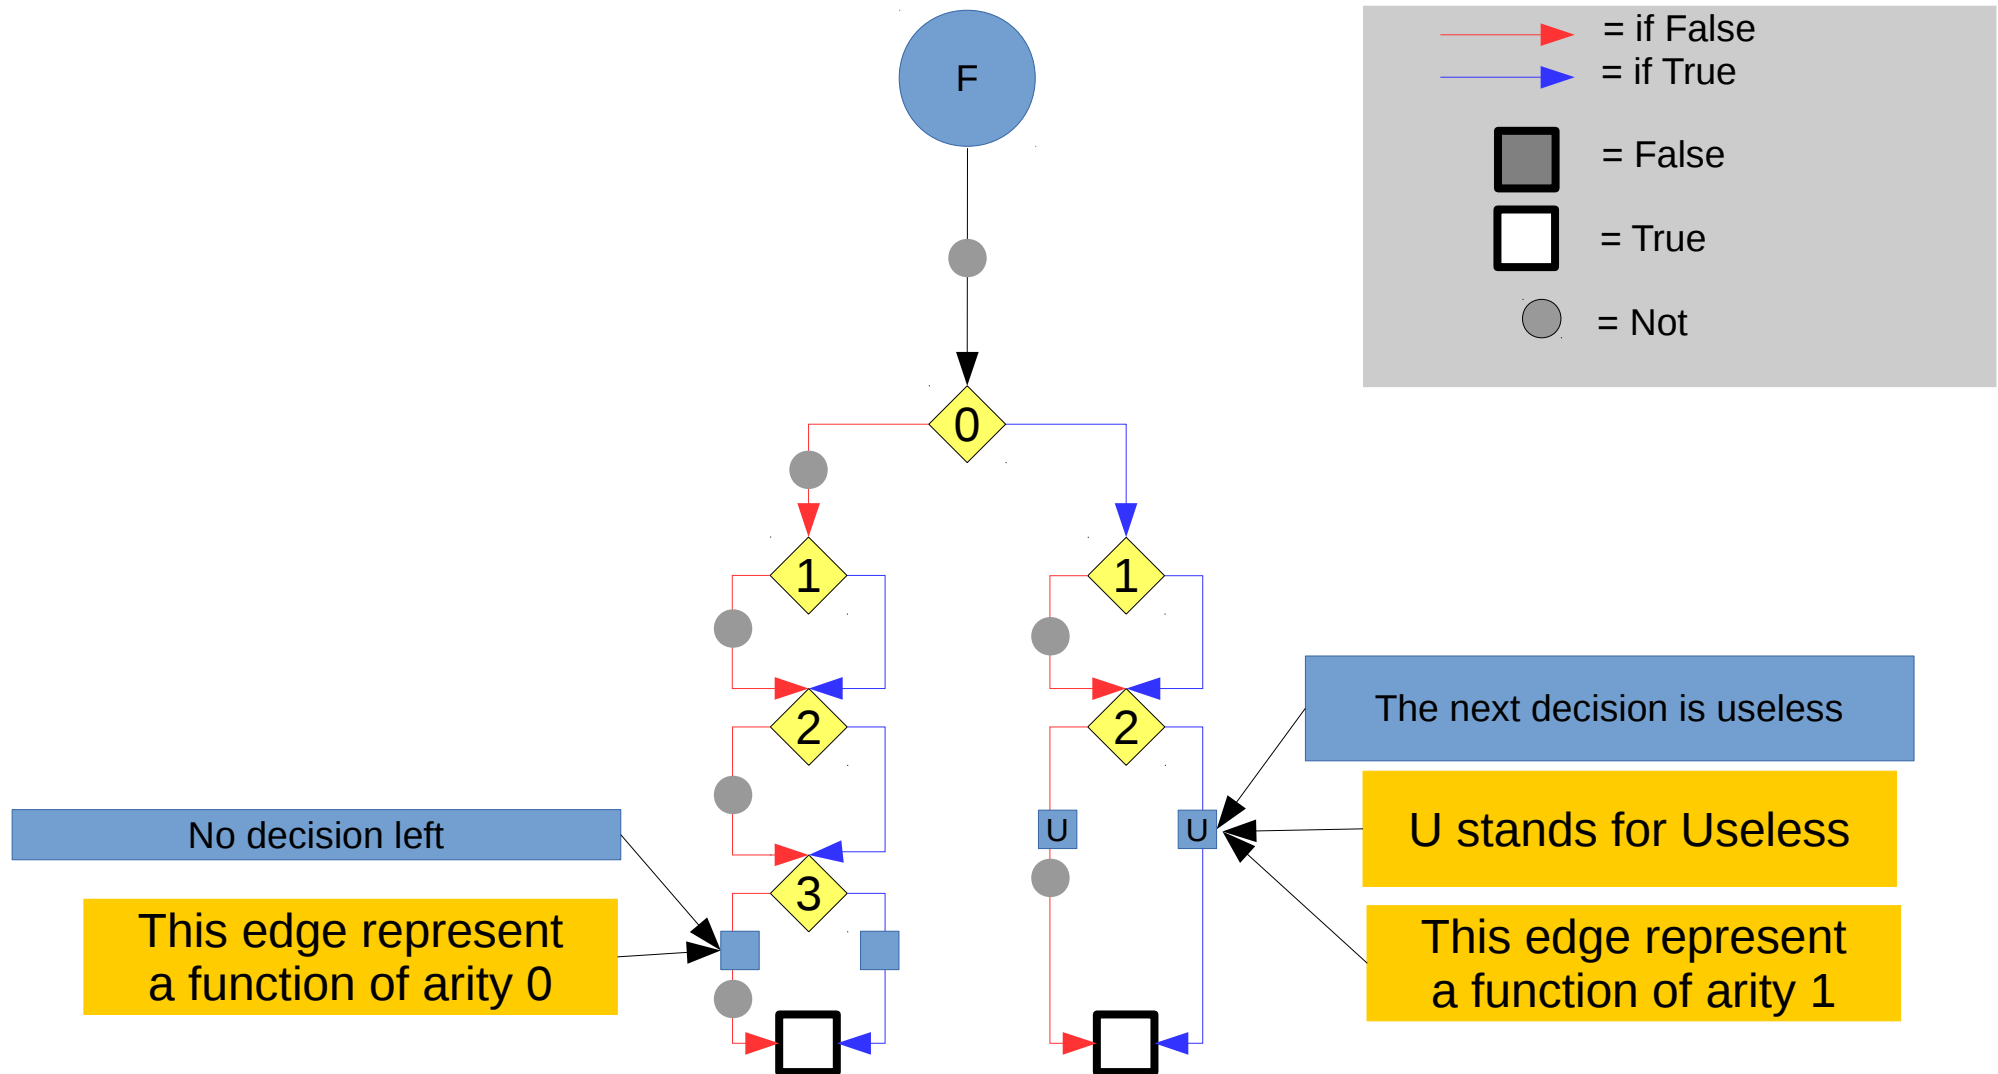 F
= if False
= if True
= False
= True
= Not
0
1
1
2
2
The next decision is useless
U
U
U stands for Useless
No decision left
3
This edge represent
a function of arity 0
This edge represent
a function of arity 1